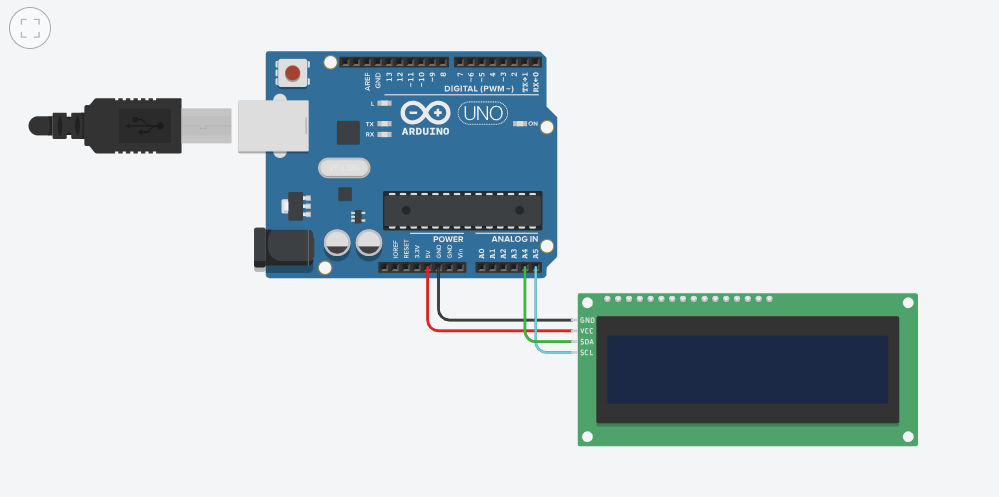 AREF
GND
13
12
~11
~10
~9
8
7
~6
~5
4
~3
2
TX→1
RX←0
DIGITAL (PWM~)
L
TX
RX
ARDUINO
UNO
ON
POWER
ANALOG IN
IOREF
RESET
3.3V
5V
GND
GND
Vin
A0
A1
A2
A3
A4
A5
GND
VCC
SDA
SCL